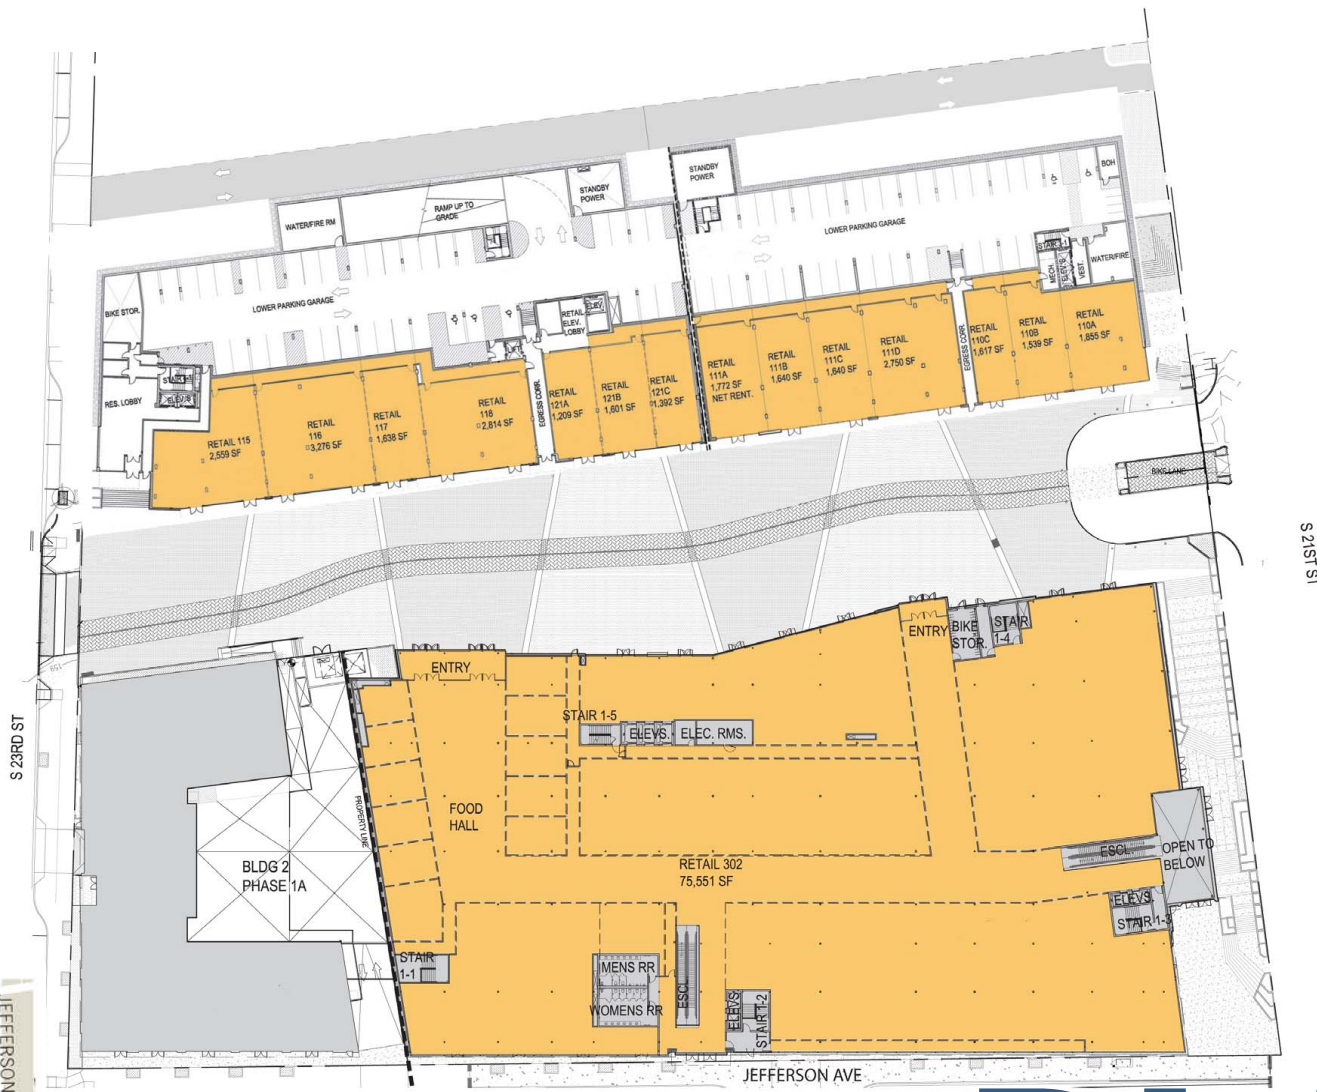 STANDBY
POWER
BOH
STANDBY
POWER
WATER/FIRE RM
RAMP UP TO
GRADE
LOWER PARKING GARAGE
STAIR 1-1
MECH.
ELEV'S
VEST.
WATER/FIRE
BIKE STOR.
LOWER PARKING GARAGE
RETAIL
ELEV.
LOBBY
ELEV.
RES. LOBBY
ELEV'S
RETAIL 115
2,559 SF
RETAIL
116
3,276 SF
RETAIL
117
1,638 SF
RETAIL
118
2,814 SF
EGRESS CORR.
RETAIL
121A
1,209 SF
RETAIL
121B
1,601 SF
RETAIL
121C
1,392 SF
RETAIL
111A
1,772 SF
NET RENT.
RETAIL
111B
1,640 SF
RETAIL
111C
1,640 SF
RETAIL
111D
2,750 SF
EGRESS CORR.
RETAIL
110C
1,617 SF
RETAIL
110B
1,539 SF
RETAIL
110A
1,855 SF
BIKE LANE
S 21ST ST
S 23RD ST
159
ENTRY
ENTRY
BIKE
STOR.
STAIR
1-4
STAIR 1-5
ELEVS.
ELEC. RMS.
FOOD
HALL
PROPERTY LINE
BLDG 2
PHASE 1A
RETAIL 302
75,551 SF
ESCL.
OPEN TO
BELOW
ELEVS.
STAIR 1-3
STAIR
1-1
MENS RR
WOMENS RR
ESCL.
ELEVS.
STAIR 1-2
JEFFERSON AVE
JEFFERSON